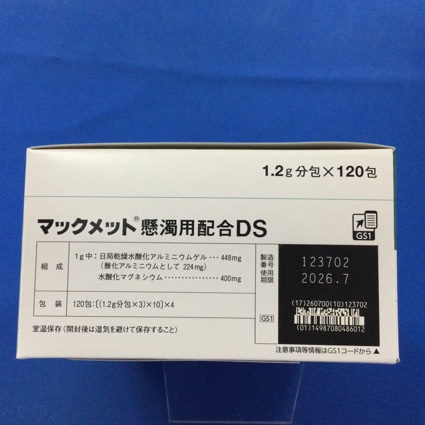 1.2g分包×120包
マックメット®懸濁用配合DS
GS1
組成
1g中：日局乾燥水酸化アルミニウムゲル…448mg
（酸化アルミニウムとして 224mg）
水酸化マグネシウム………………400mg
包装
120包：[(1.2g分包×3)×10]×4
室温保存（開封後は湿気を避けて保存すること）
製造番号
123702
使用期限
2026.7
GS1
(17)260700(10)123702
(01)14987080486012
注意事項等情報はGS1コードから▲